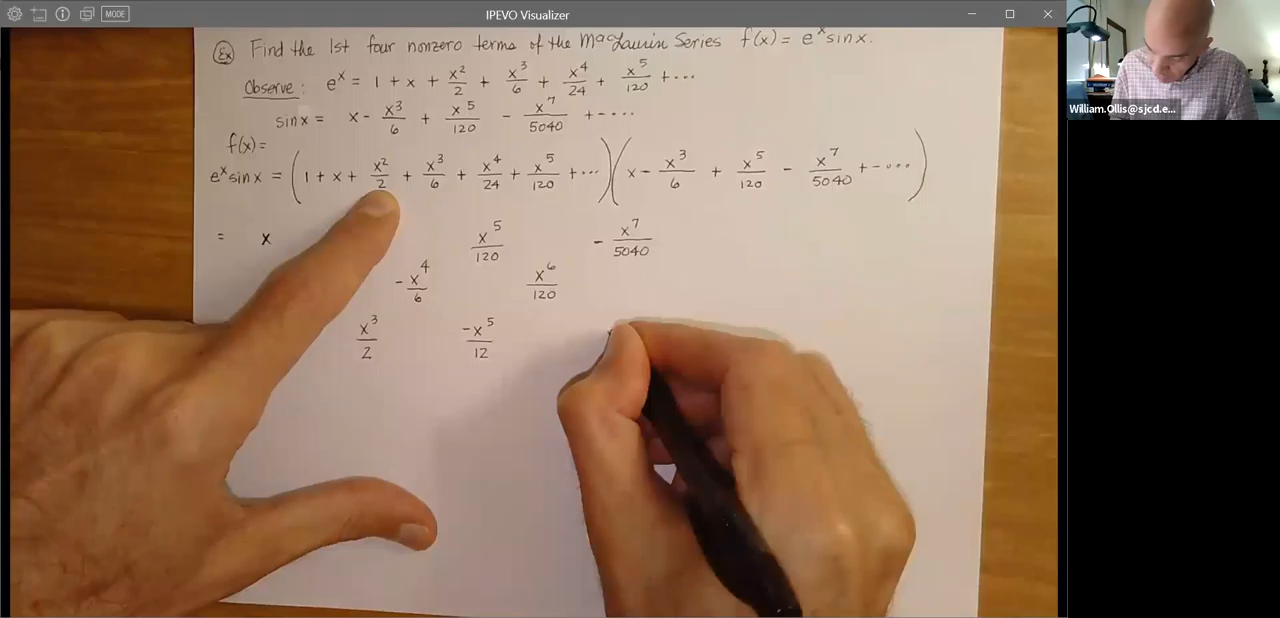 IPEVO Visualizer
MODE
William.Ollis@sjcd.e...
Ex Find the 1st four nonzero terms of the MacLaurin Series f(x) = e^x sin x.
Observe: e^x = 1 + x + x^2/2 + x^3/6 + x^4/24 + x^5/120 + ...
sin x = x - x^3/6 + x^5/120 - x^7/5040 + - ....
f(x) =
e^x sin x = (1 + x + x^2/2 + x^3/6 + x^4/24 + x^5/120 + ...)(x - x^3/6 + x^5/120 - x^7/5040 + - ....)
= x x^5/120 - x^7/5040
-x^4/6 x^6/120
x^3/2 -x^5/12